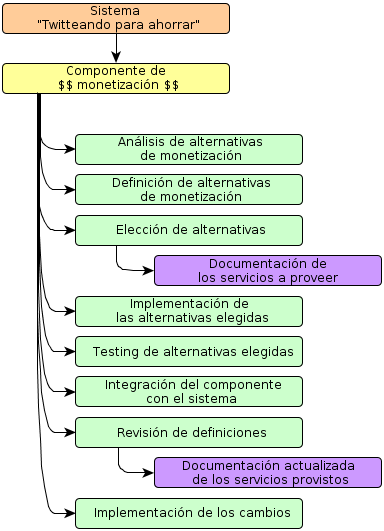 Sistema
"Twitteando para ahorrar"
Componente de
$$ monetización $$
Análisis de alternativas
de monetización
Definición de alternativas
de monetización
Elección de alternativas
Documentación de
los servicios a proveer
Implementación de
las alternativas elegidas
Testing de alternativas elegidas
Integración del componente
con el sistema
Revisión de definiciones
Documentación actualizada
de los servicios provistos
Implementación de los cambios